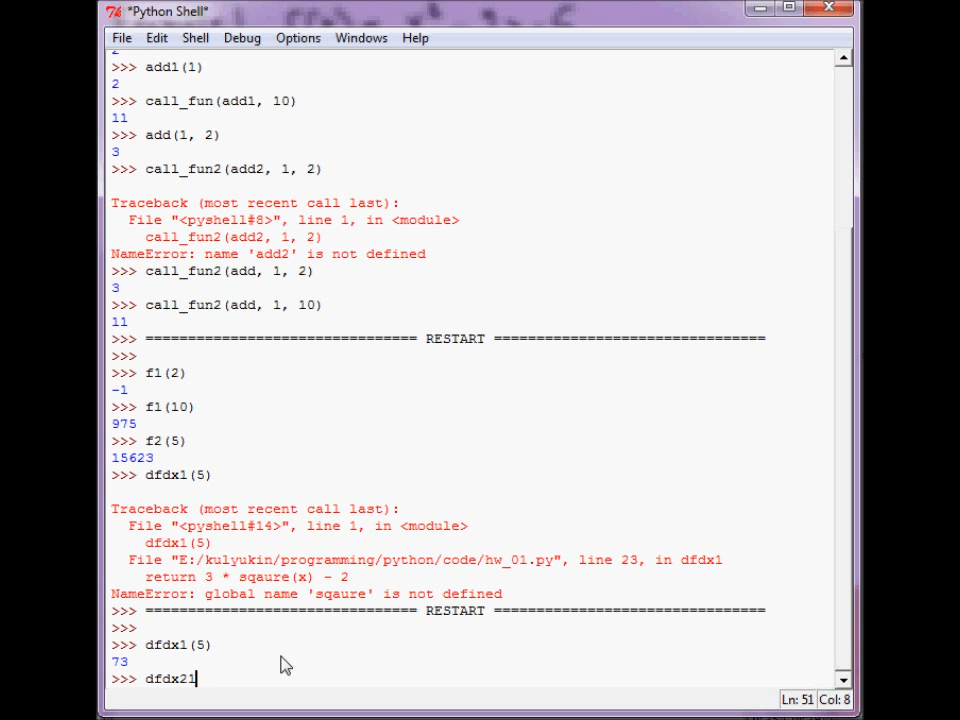 *Python Shell*
File Edit Shell Debug Options Windows Help
2
>>> add1(1)
2
>>> call_fun(add1, 10)
11
>>> add(1, 2)
3
>>> call_fun2(add2, 1, 2)
Traceback (most recent call last):
File "<pyshell#8>", line 1, in <module>
call_fun2(add2, 1, 2)
NameError: name 'add2' is not defined
>>> call_fun2(add, 1, 2)
3
>>> call_fun2(add, 1, 10)
11
>>> ================================ RESTART ================================
>>>
>>> f1(2)
-1
>>> f1(10)
975
>>> f2(5)
15623
>>> dfdx1(5)
Traceback (most recent call last):
File "<pyshell#14>", line 1, in <module>
dfdx1(5)
File "E:/kulyukin/programming/python/code/hw_01.py", line 23, in dfdx1
return 3 * sqaure(x) - 2
NameError: global name 'sqaure' is not defined
>>> ================================ RESTART ================================
>>>
>>> dfdx1(5)
73
>>> dfdx21
Ln: 51 Col: 8